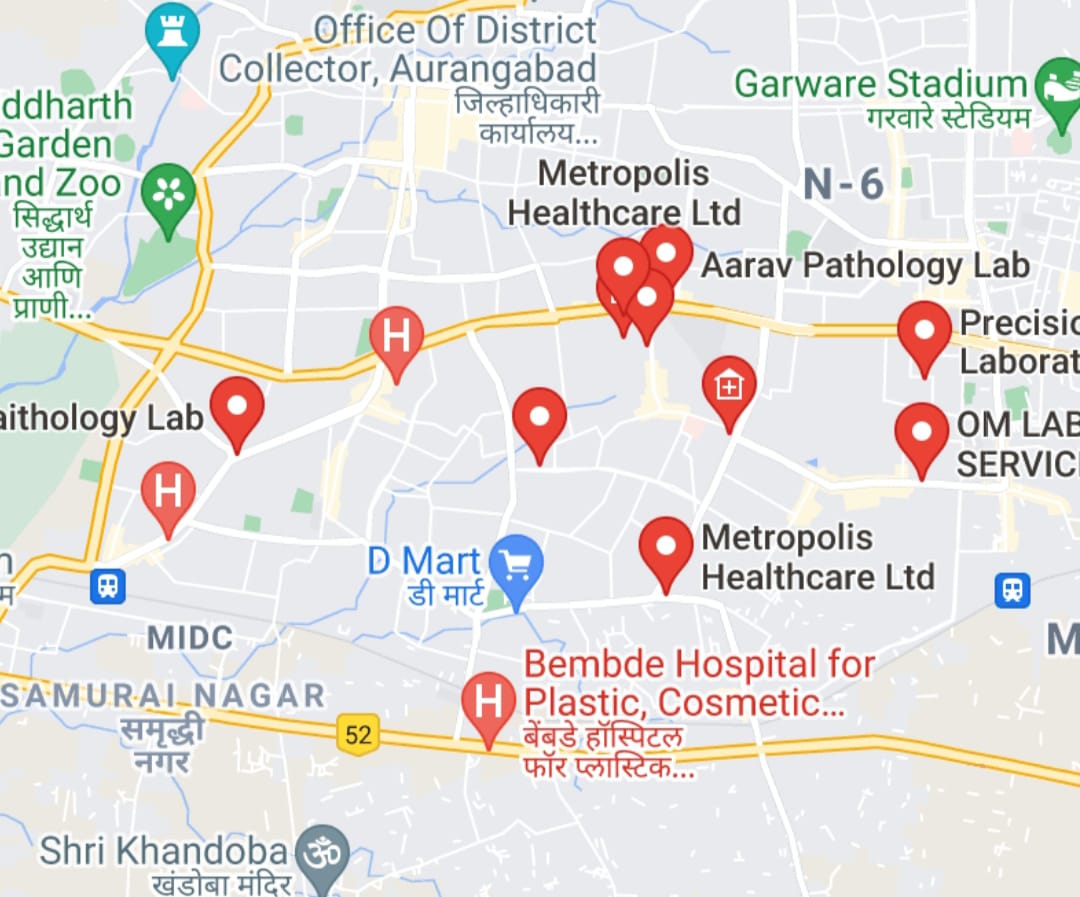 Office Of District
Collector, Aurangabad
जिल्हाधिकारी
कार्यालय...
Garware Stadium
गरवारे स्टेडियम
ddharth
Garden
nd Zoo
सिद्धार्थ
उद्यान
आणि
प्राणी...
Metropolis
Healthcare Ltd
N-6
Aarav Pathology Lab
Precisio
Laborat
H
aithology Lab
OM LAB
SERVIC
H
Metropolis
Healthcare Ltd
D Mart
डी मार्ट
MIDC
M
SAMURAI NAGAR
समृद्धी
नगर
52
H
Bembde Hospital for
Plastic, Cosmetic...
बेंबडे हॉस्पिटल
फॉर प्लास्टिक...
Shri Khandoba
खंडोबा मंदिर
ॐ